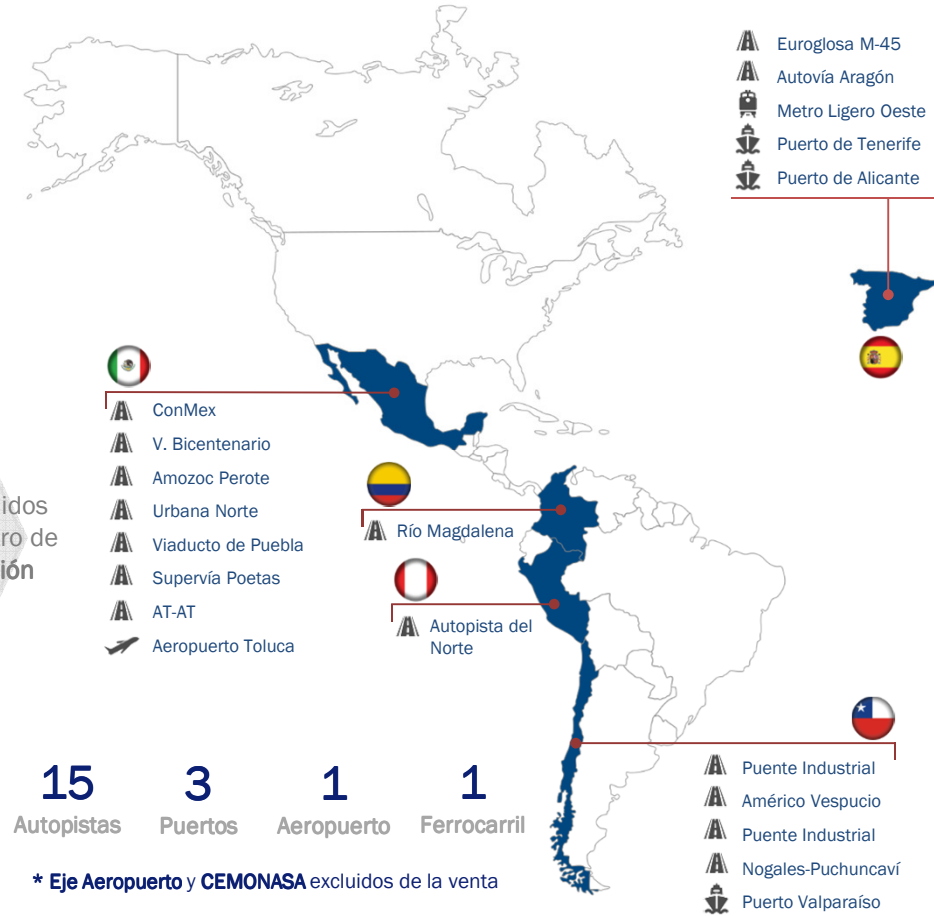 Euroglosa M-45
Autovía Aragón
Metro Ligero Oeste
Puerto de Tenerife
Puerto de Alicante
ConMex
V. Bicentenario
Amozoc Perote
Urbana Norte
Viaducto de Puebla
Supervía Poetas
AT-AT
Aeropuerto Toluca
Río Magdalena
Autopista del
Norte
Puente Industrial
Américo Vespucio
Puente Industrial
Nogales-Puchuncaví
Puerto Valparaíso
15
Autopistas
3
Puertos
1
Aeropuerto
1
Ferrocarril
* Eje Aeropuerto y CEMONASA excluidos de la venta